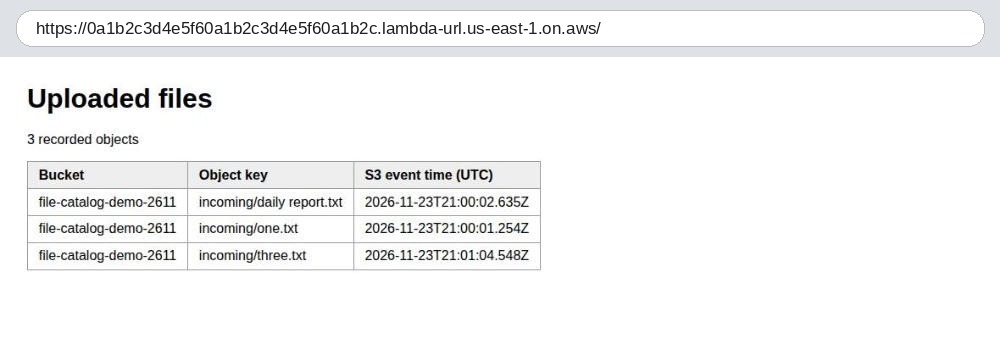 https://0a1b2c3d4e5f60a1b2c3d4e5f60a1b2c.lambda-url.us-east-1.on.aws/
Uploaded files
3 recorded objects
Bucket Object key S3 event time (UTC)
file-catalog-demo-2611 incoming/daily report.txt 2026-11-23T21:00:02.635Z
file-catalog-demo-2611 incoming/one.txt 2026-11-23T21:00:01.254Z
file-catalog-demo-2611 incoming/three.txt 2026-11-23T21:01:04.548Z